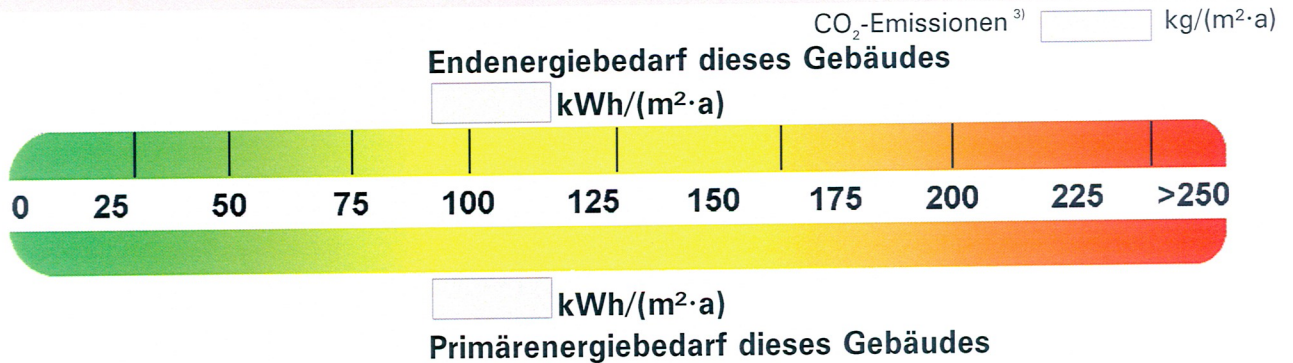 CO₂-Emissionen ³⁾ kg/(m²·a)
Endenergiebedarf dieses Gebäudes
kWh/(m²·a)
0 25 50 75 100 125 150 175 200 225 >250
kWh/(m²·a)
Primärenergiebedarf dieses Gebäudes